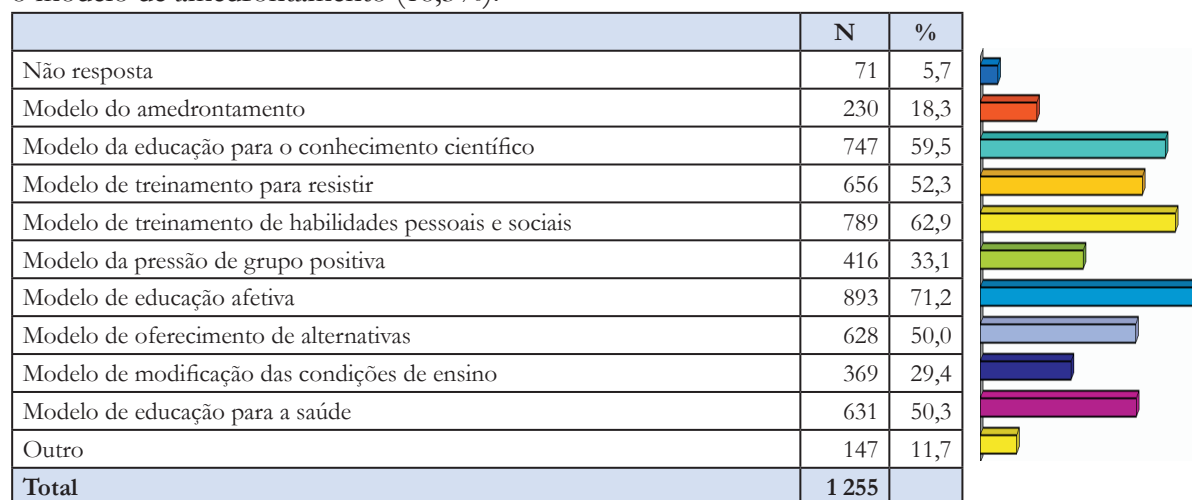 N %
Não resposta 71 5,7
Modelo do amedrontamento 230 18,3
Modelo da educação para o conhecimento científico 747 59,5
Modelo de treinamento para resistir 656 52,3
Modelo de treinamento de habilidades pessoais e sociais 789 62,9
Modelo da pressão de grupo positiva 416 33,1
Modelo de educação afetiva 893 71,2
Modelo de oferecimento de alternativas 628 50,0
Modelo de modificação das condições de ensino 369 29,4
Modelo de educação para a saúde 631 50,3
Outro 147 11,7
Total 1 255